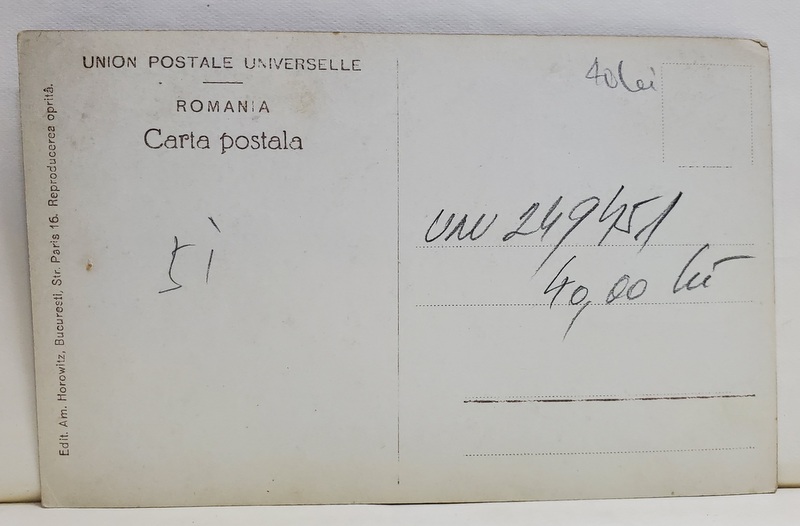 UNION POSTALE UNIVERSELLE
ROMANIA
Carta postala
Edit. Am. Horowitz, Bucuresti, Str. Paris 16. Reproducerea oprită.
40 lei
249451
40,00 lei